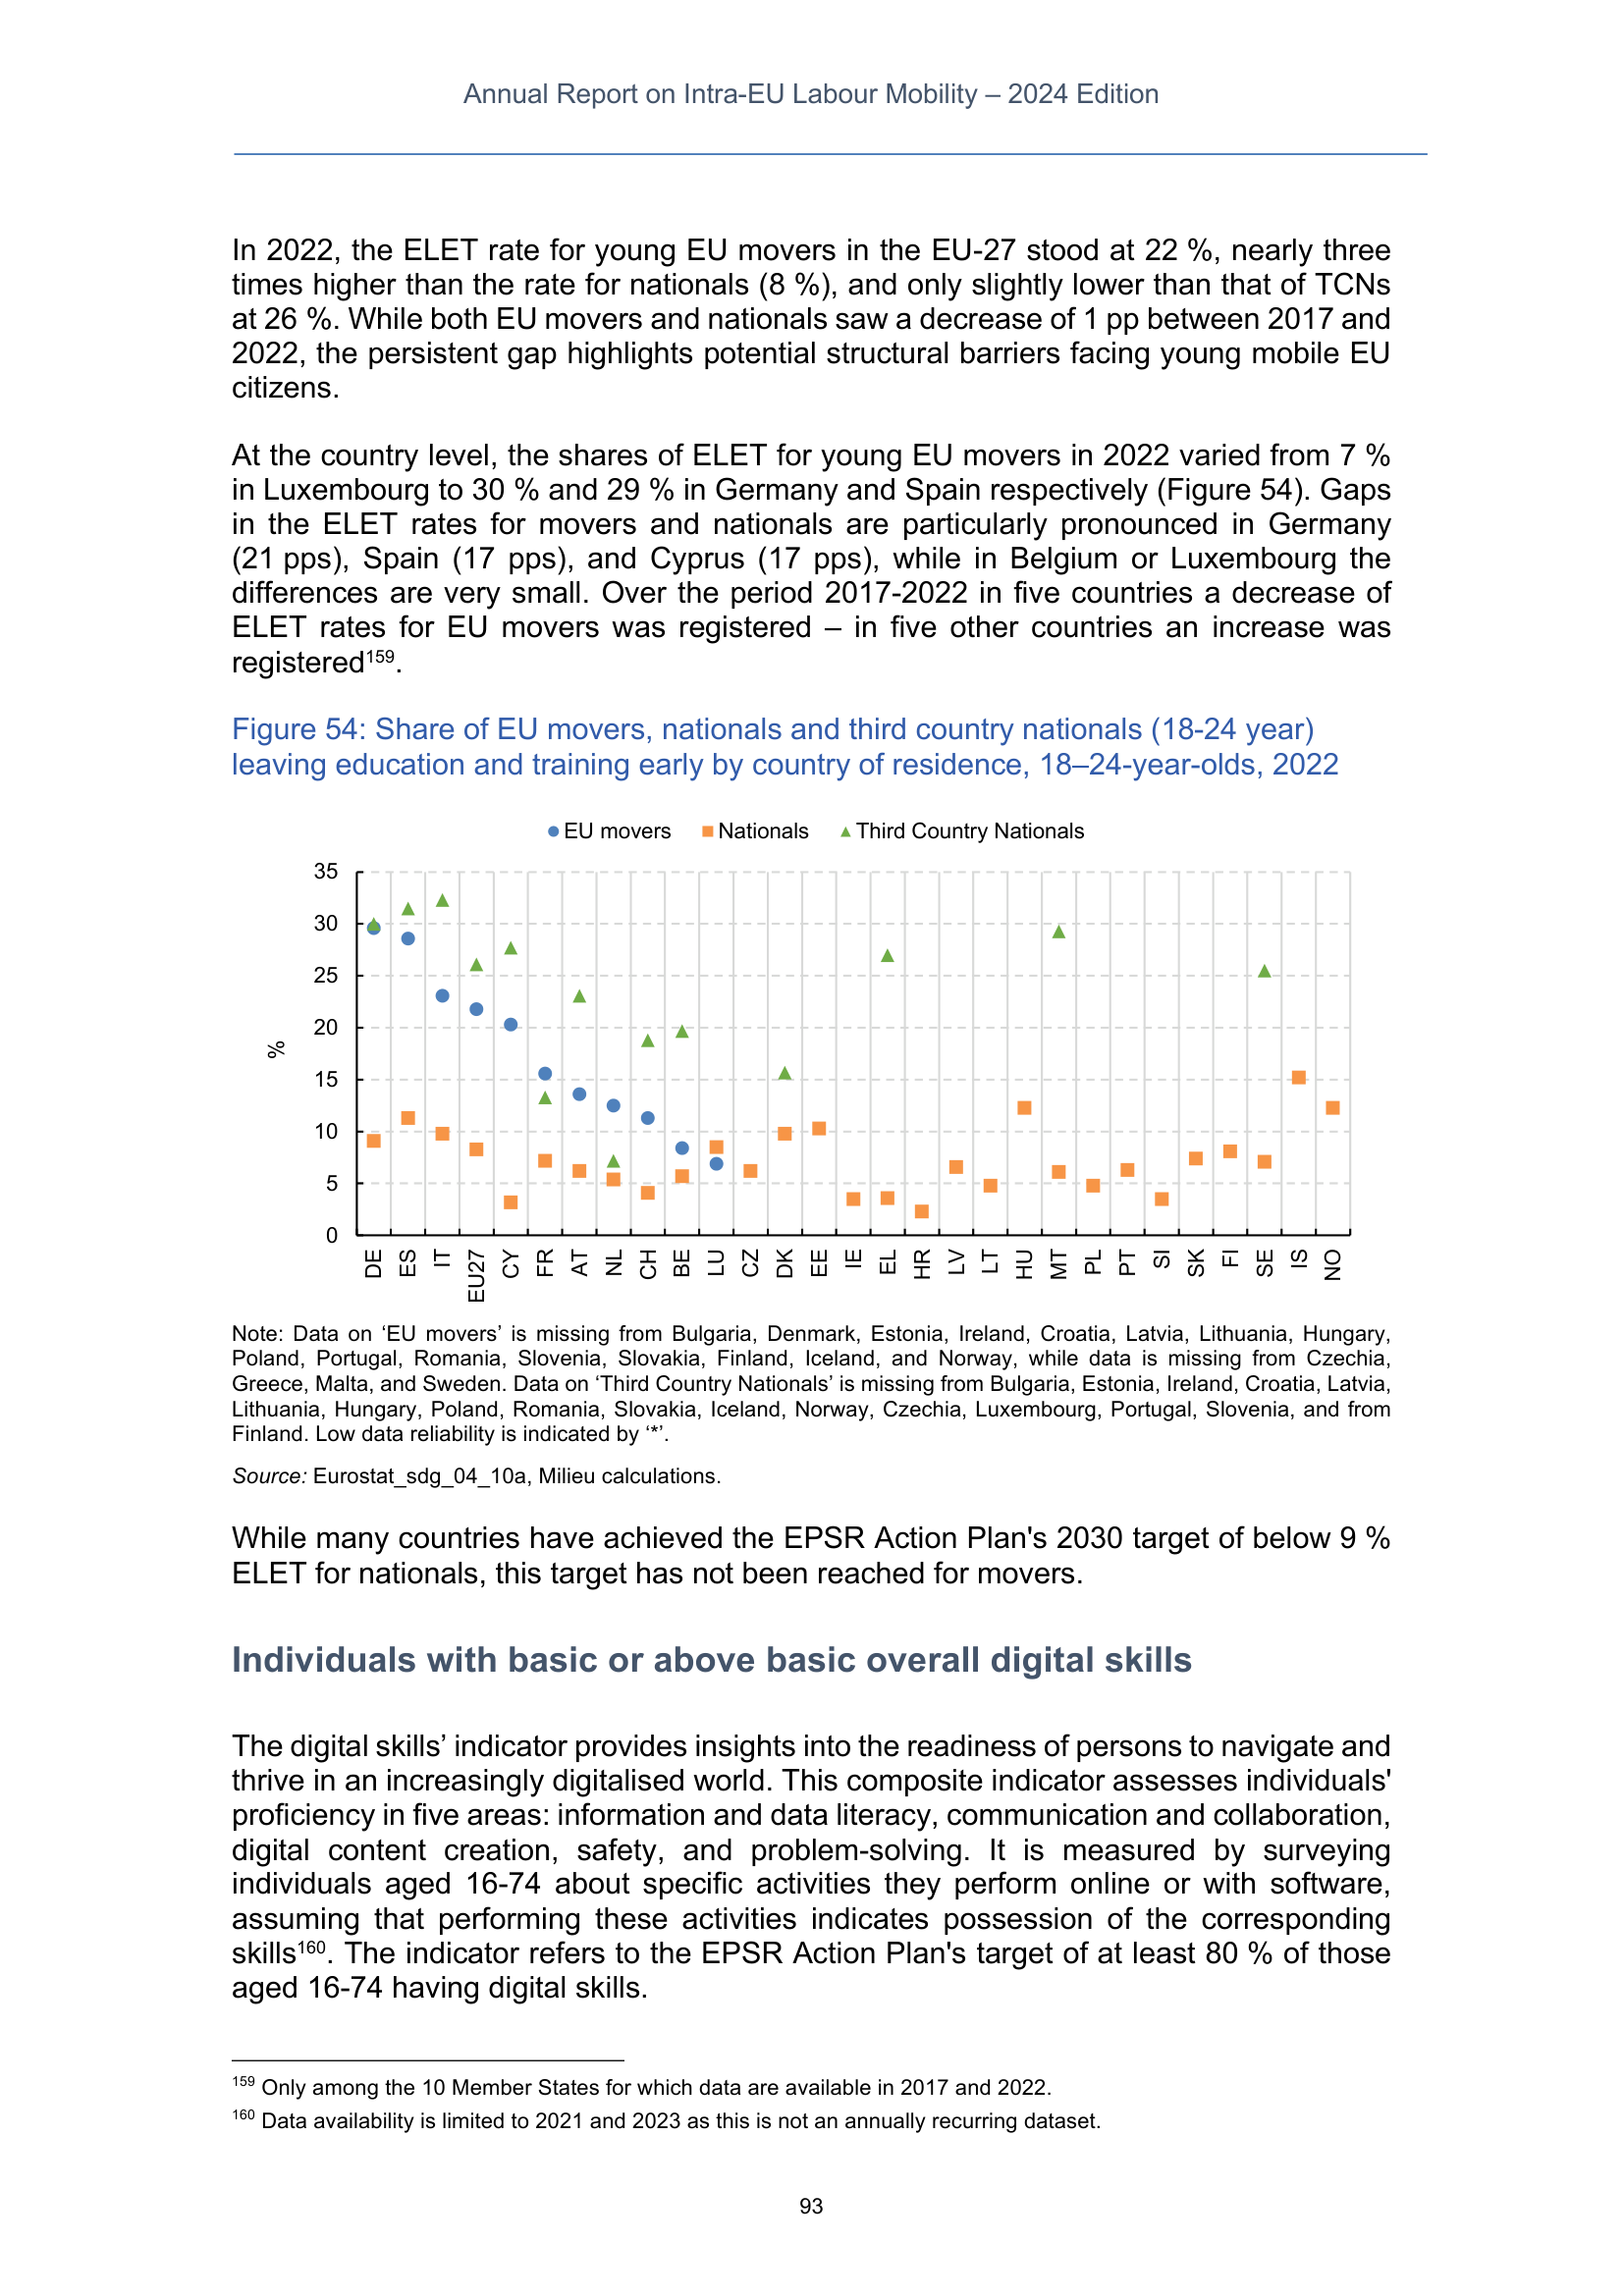 Annual Report on Intra-EU Labour Mobility – 2024 Edition
In 2022, the ELET rate for young EU movers in the EU-27 stood at 22 %, nearly three
times higher than the rate for nationals (8 %), and only slightly lower than that of TCNs
at 26 %. While both EU movers and nationals saw a decrease of 1 pp between 2017 and
2022, the persistent gap highlights potential structural barriers facing young mobile EU
citizens.
At the country level, the shares of ELET for young EU movers in 2022 varied from 7 %
in Luxembourg to 30 % and 29 % in Germany and Spain respectively (Figure 54). Gaps
in the ELET rates for movers and nationals are particularly pronounced in Germany
(21 pps), Spain (17 pps), and Cyprus (17 pps), while in Belgium or Luxembourg the
differences are very small. Over the period 2017-2022 in five countries a decrease of
ELET rates for EU movers was registered – in five other countries an increase was
registered159.
Figure 54: Share of EU movers, nationals and third country nationals (18-24 year)
leaving education and training early by country of residence, 18–24-year-olds, 2022
EU movers Nationals Third Country Nationals
35
30
25
20
15
10
5
0
%
DE ES IT EU27 CY FR AT NL CH BE LU CZ DK EE IE EL HR LV LT HU MT PL PT SI SK FI SE IS NO
Note: Data on ‘EU movers’ is missing from Bulgaria, Denmark, Estonia, Ireland, Croatia, Latvia, Lithuania, Hungary,
Poland, Portugal, Romania, Slovenia, Slovakia, Finland, Iceland, and Norway, while data is missing from Czechia,
Greece, Malta, and Sweden. Data on ‘Third Country Nationals’ is missing from Bulgaria, Estonia, Ireland, Croatia, Latvia,
Lithuania, Hungary, Poland, Romania, Slovakia, Iceland, Norway, Czechia, Luxembourg, Portugal, Slovenia, and from
Finland. Low data reliability is indicated by ‘*’.
Source: Eurostat_sdg_04_10a, Milieu calculations.
While many countries have achieved the EPSR Action Plan's 2030 target of below 9 %
ELET for nationals, this target has not been reached for movers.
Individuals with basic or above basic overall digital skills
The digital skills’ indicator provides insights into the readiness of persons to navigate and
thrive in an increasingly digitalised world. This composite indicator assesses individuals'
proficiency in five areas: information and data literacy, communication and collaboration,
digital content creation, safety, and problem-solving. It is measured by surveying
individuals aged 16-74 about specific activities they perform online or with software,
assuming that performing these activities indicates possession of the corresponding
skills160. The indicator refers to the EPSR Action Plan's target of at least 80 % of those
aged 16-74 having digital skills.
159 Only among the 10 Member States for which data are available in 2017 and 2022.
160 Data availability is limited to 2021 and 2023 as this is not an annually recurring dataset.
93